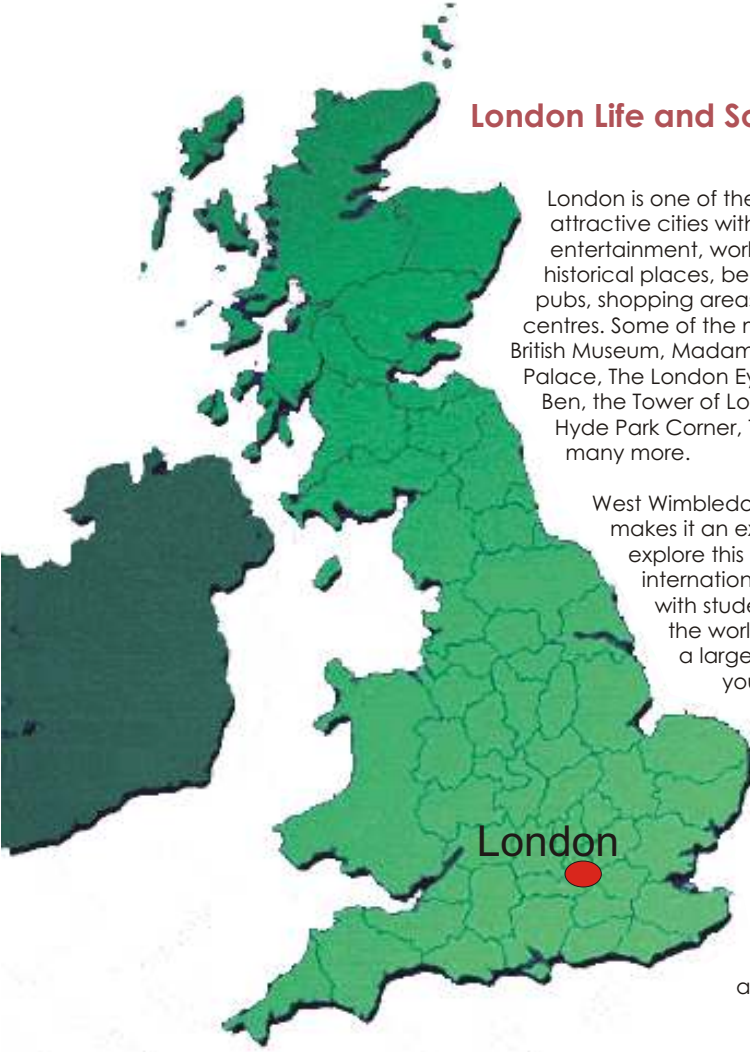 London Life and So
London is one of the
attractive cities with
entertainment, worl
historical places, be
pubs, shopping area
centres. Some of the
British Museum, Madam
Palace, The London Ey
Ben, the Tower of Lo
Hyde Park Corner,
many more.
West Wimbledo
makes it an ex
explore this
internation
with stude
the worl
a large
you
London
a